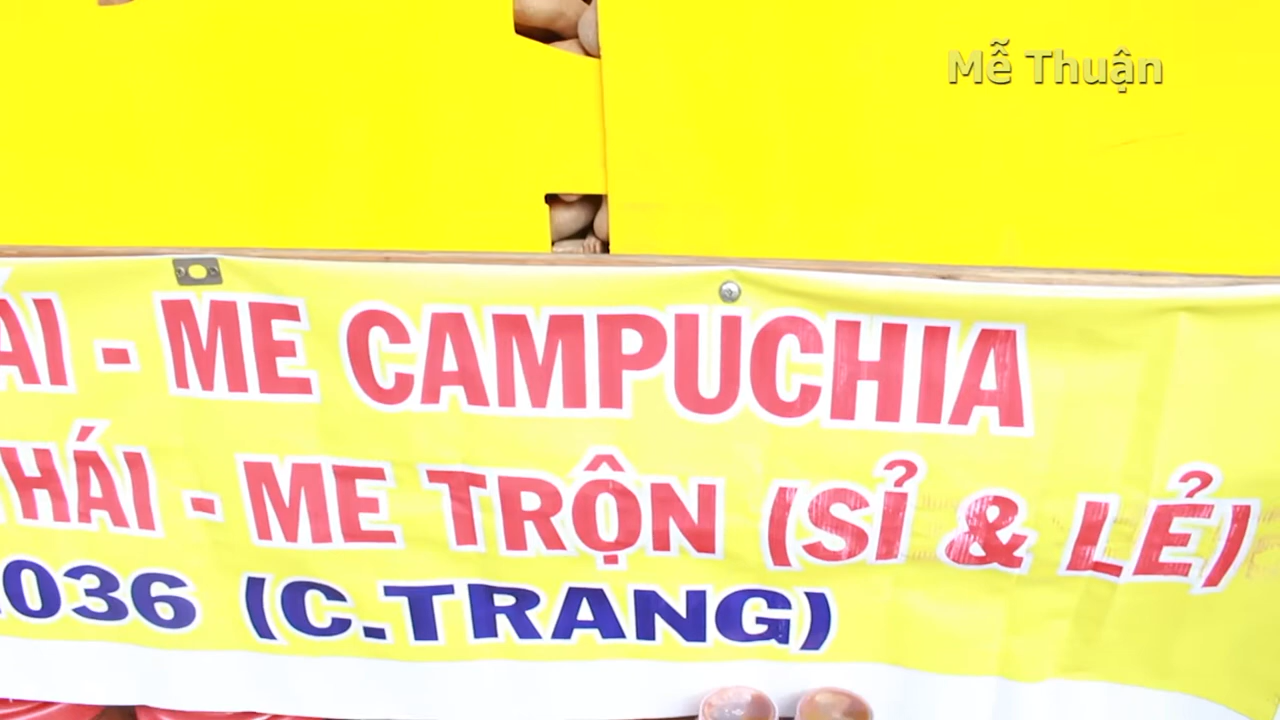 Mễ Thuận
ÁI - ME CAMPUCHIA
HÁI - ME TRỘN (SỈ & LẺ)
036 (C.TRANG)